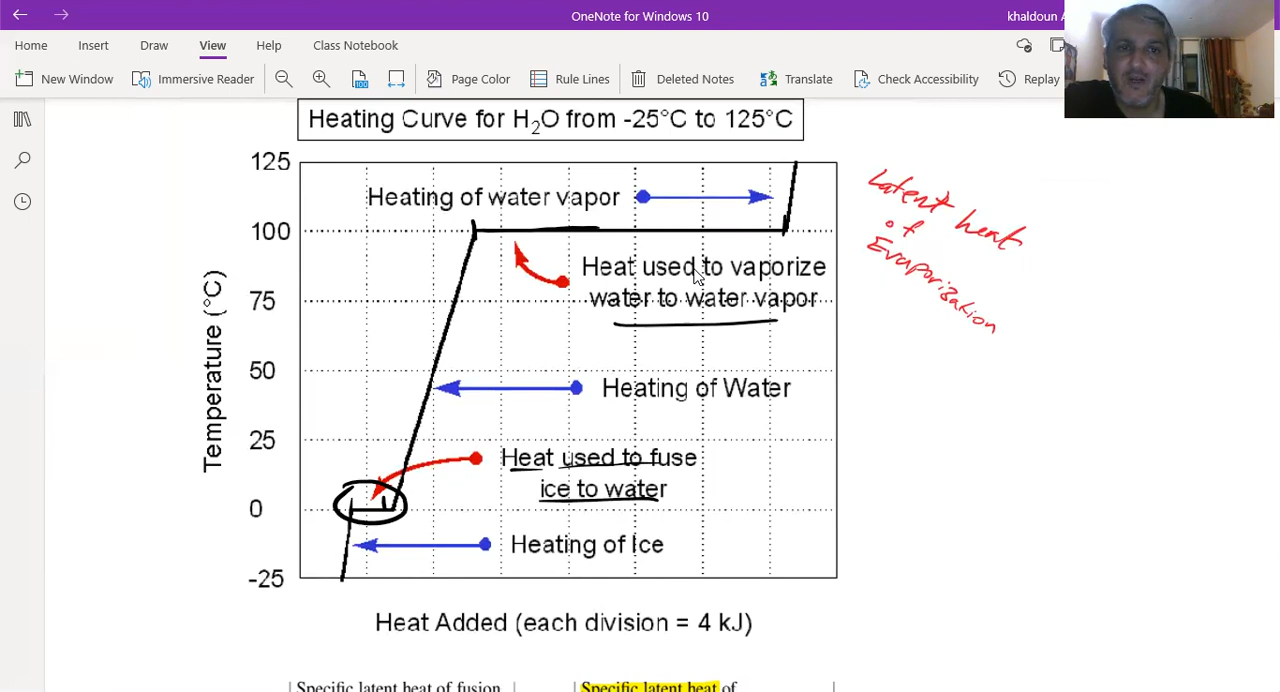 OneNote for Windows 10
khaldoun
Home Insert Draw View Help Class Notebook
New Window Immersive Reader Page Color Rule Lines Deleted Notes Translate Check Accessibility Replay
Heating Curve for H2O from -25°C to 125°C
125
Heating of water vapor
100
Heat used to vaporize
water to water vapor
75
50
Heating of Water
25
Heat used to fuse
ice to water
0
Heating of Ice
-25
Temperature (°C)
Heat Added (each division = 4 kJ)
Latent heat
of
Evaporization
Specific latent heat of fusion
Specific latent heat of